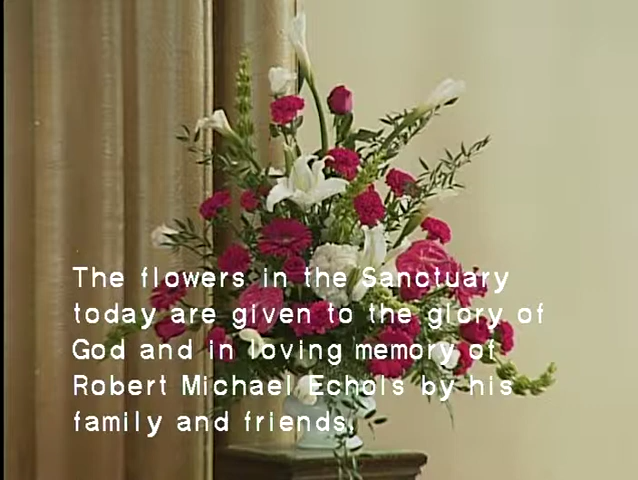 The flowers in the Sanctuary
today are given to the glory of
God and in loving memory of
Robert Michael Echols by his
family and friends.